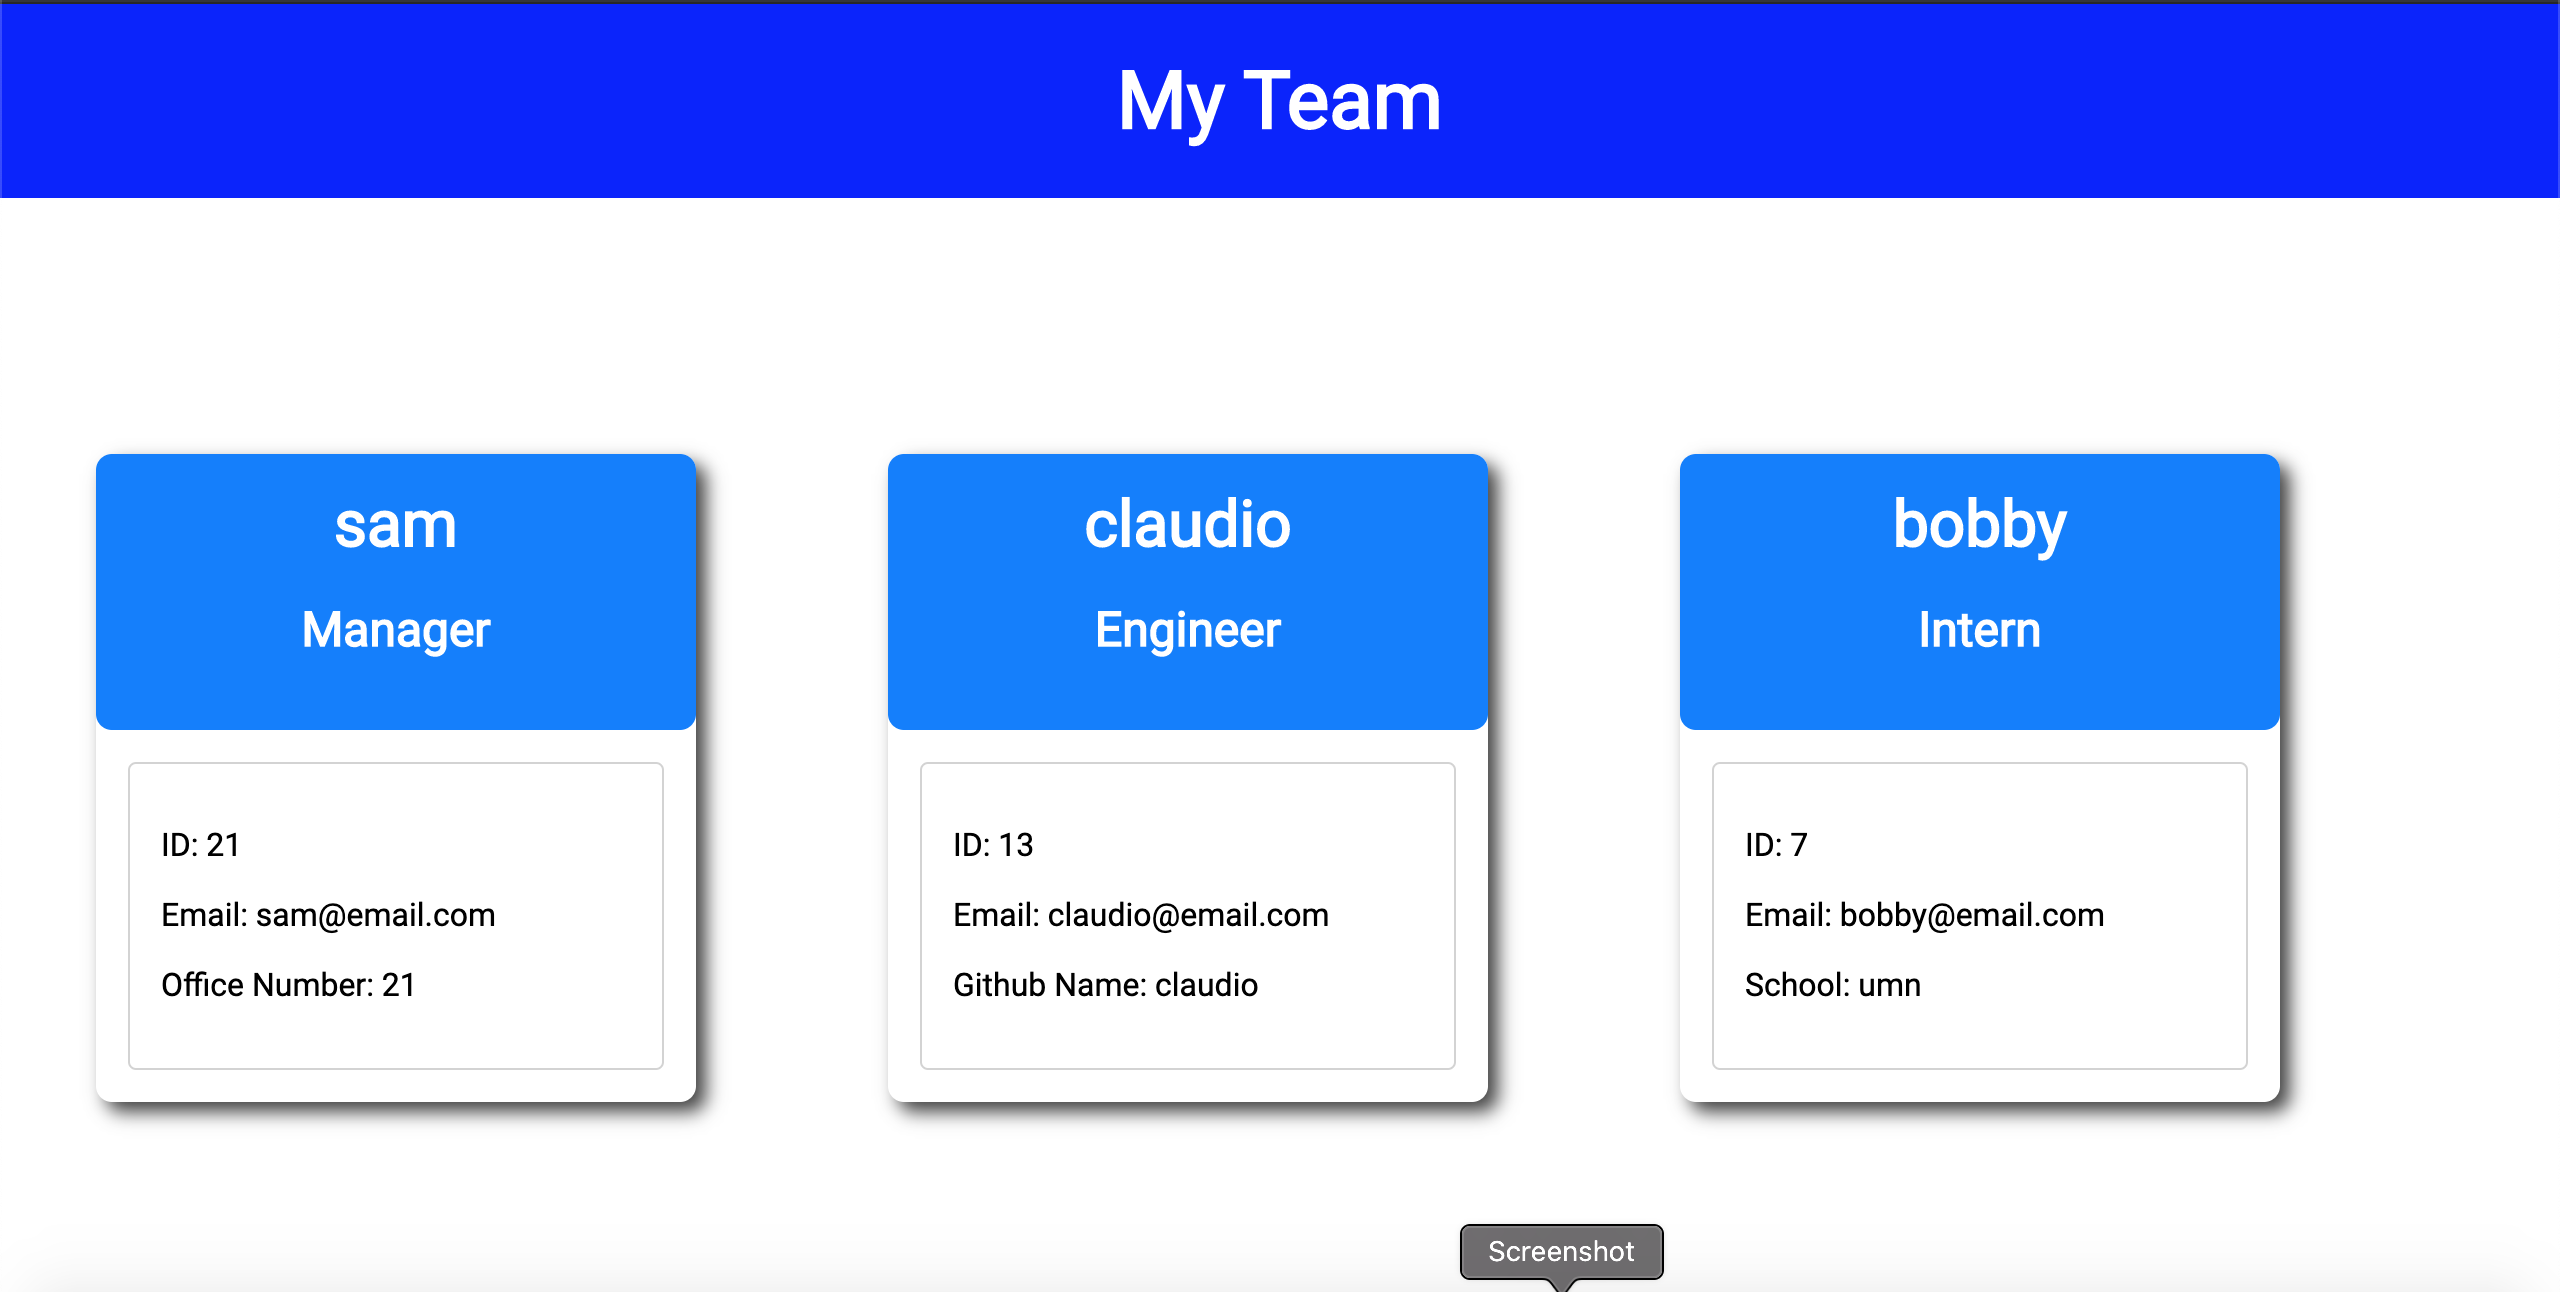 My Team
sam
Manager
ID: 21
Email: sam@email.com
Office Number: 21
claudio
Engineer
ID: 13
Email: claudio@email.com
Github Name: claudio
bobby
Intern
ID: 7
Email: bobby@email.com
School: umn
Screenshot